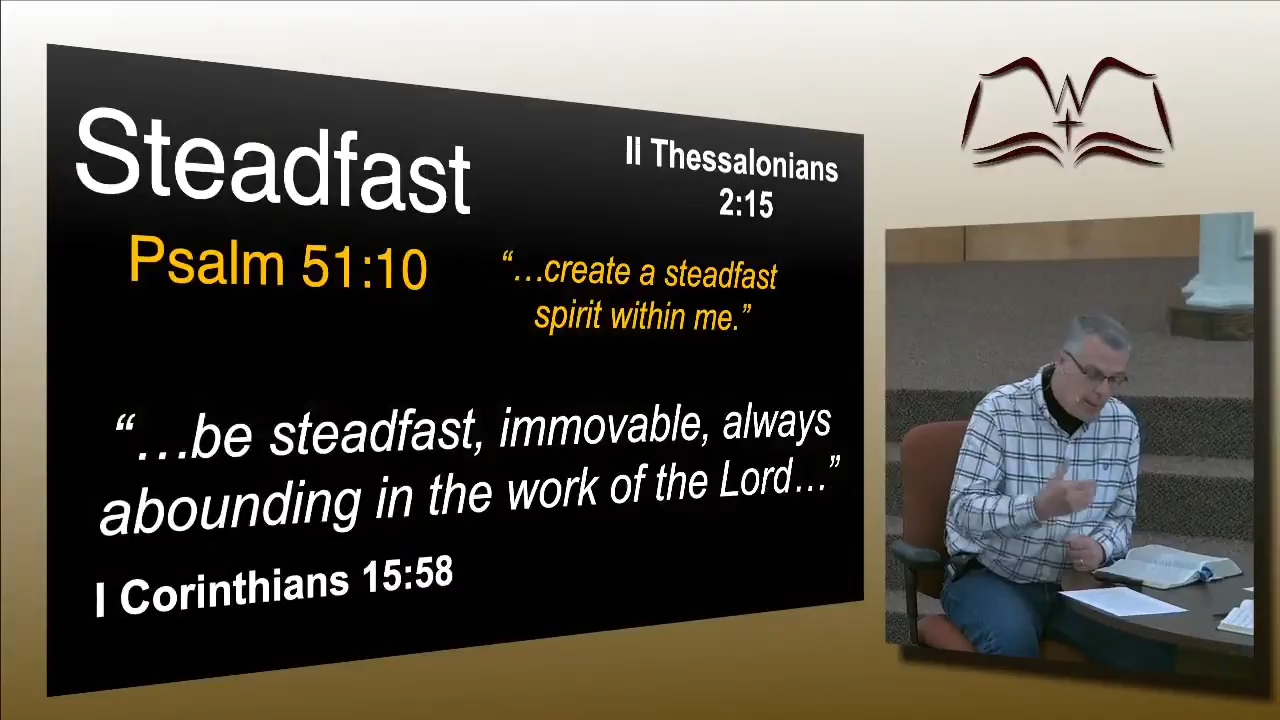 Steadfast
Psalm 51:10
II Thessalonians
2:15
“…create a steadfast
spirit within me.”
“…be steadfast, immovable, always
abounding in the work of the Lord…”
I Corinthians 15:58